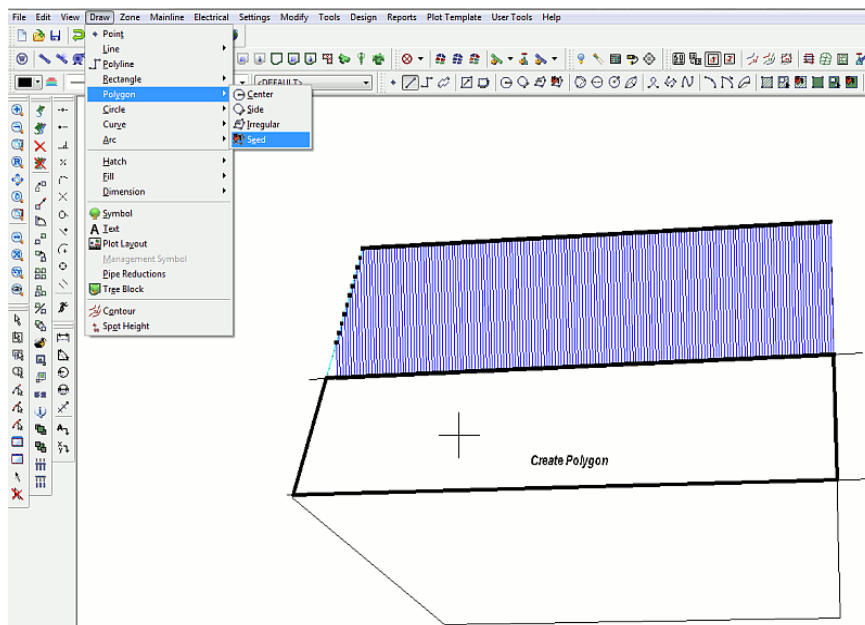 File Edit View Draw Zone Mainline Electrical Settings Modify Tools Design Reports Plot Template User Tools Help
Point
Line
Polyline
Rectangle
<DEFAULT>
Polygon
Center
Circle
Side
Curve
Irregular
Arc
Seed
Hatch
Fill
Dimension
Symbol
A Text
Plot Layout
Management Symbol
Pipe Reductions
Tree Block
Contour
Spot Height
Create Polygon